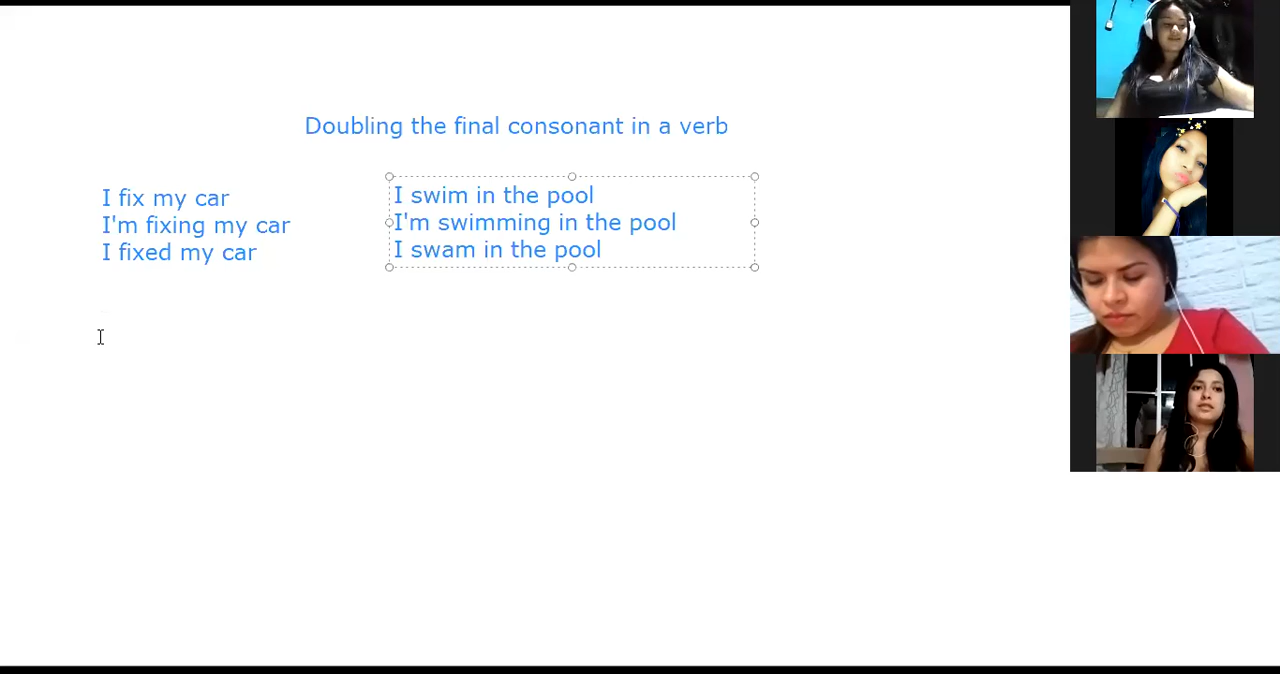 Doubling the final consonant in a verb
I fix my car
I'm fixing my car
I fixed my car
I swim in the pool
I'm swimming in the pool
I swam in the pool